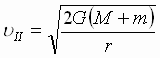 υ_II = √(2G(M + m)/r)